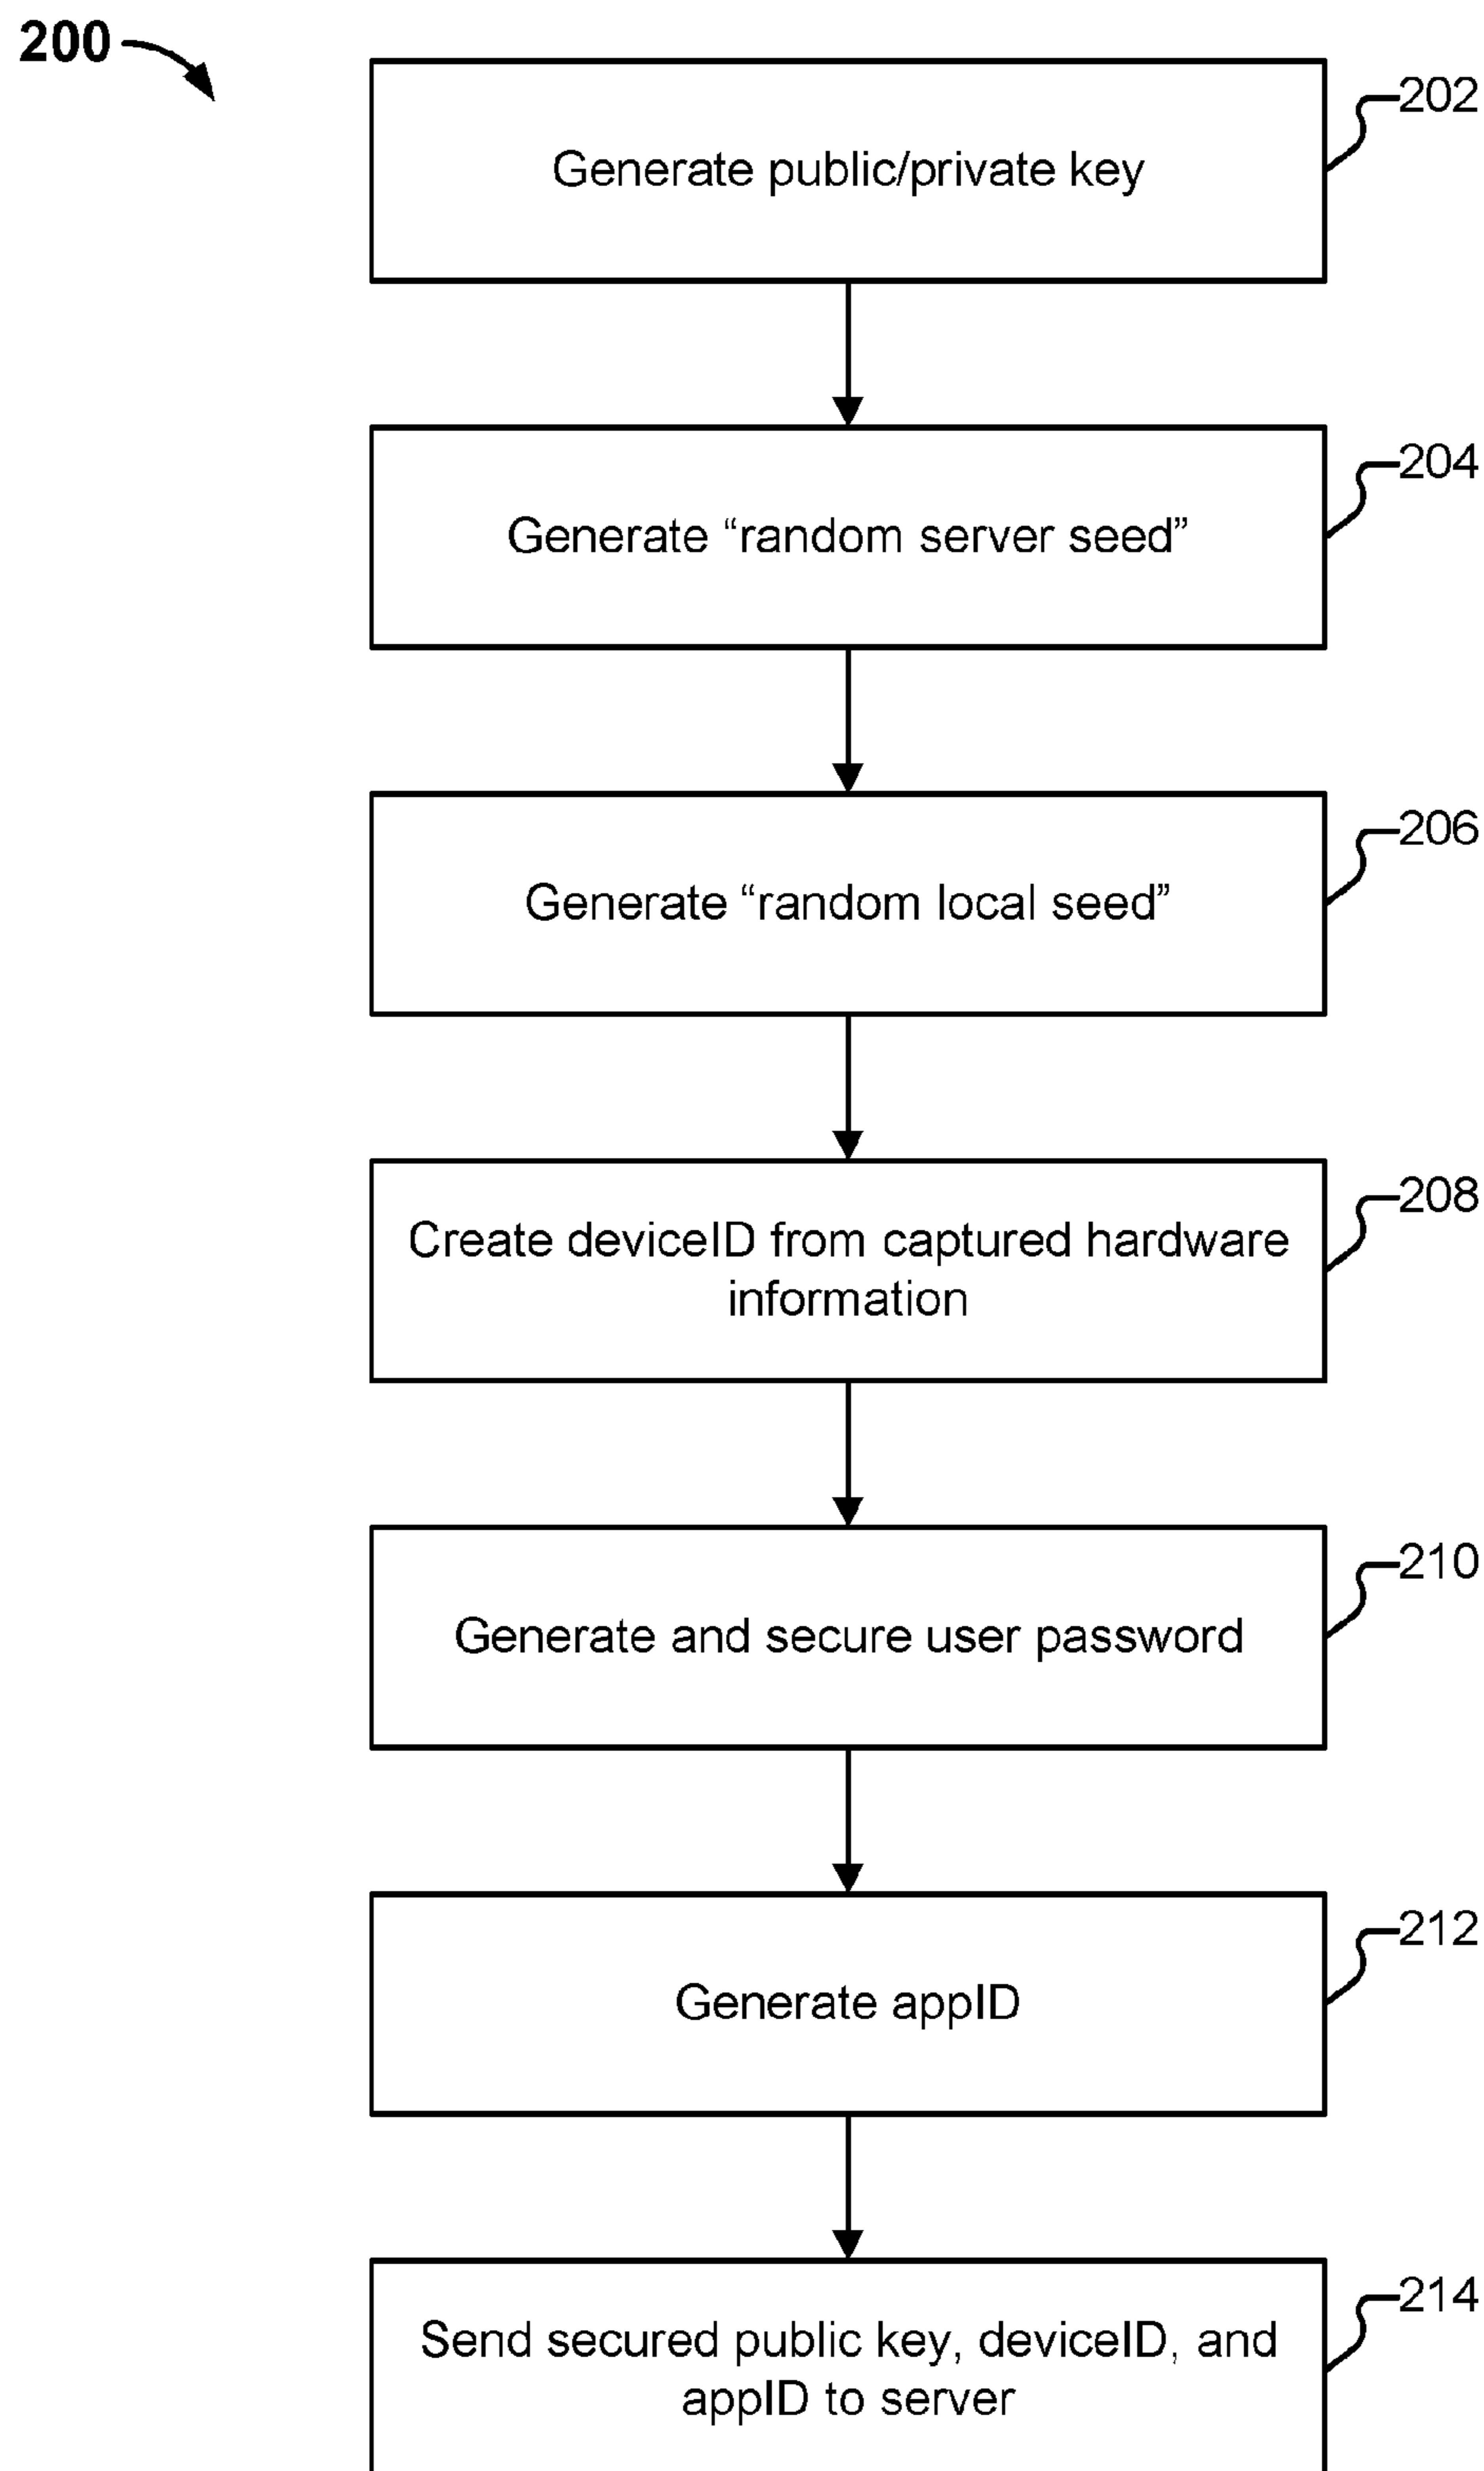 200
202
Generate public/private key
204
Generate “random server seed”
206
Generate “random local seed”
208
Create deviceID from captured hardware
information
210
Generate and secure user password
212
Generate appID
214
Send secured public key, deviceID, and
appID to server